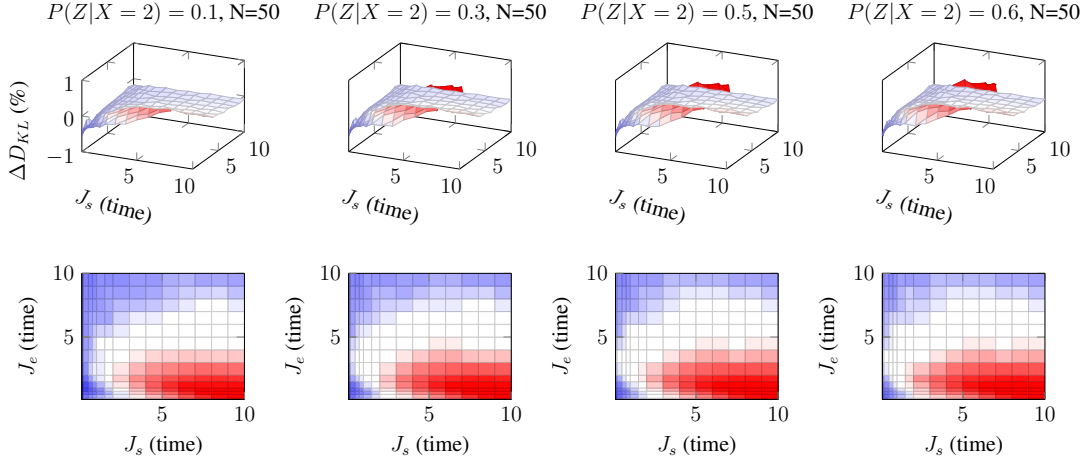 P(Z|X = 2) = 0.1, N=50
P(Z|X = 2) = 0.3, N=50
P(Z|X = 2) = 0.5, N=50
P(Z|X = 2) = 0.6, N=50
ΔD_{KL} (%)
1
0
−1
5
10
5
10
J_s (time)
5
10
5
10
J_s (time)
5
10
5
10
J_s (time)
5
10
5
10
J_s (time)
J_e (time)
10
5
5
10
J_s (time)
J_e (time)
10
5
5
10
J_s (time)
J_e (time)
10
5
5
10
J_s (time)
J_e (time)
10
5
5
10
J_s (time)